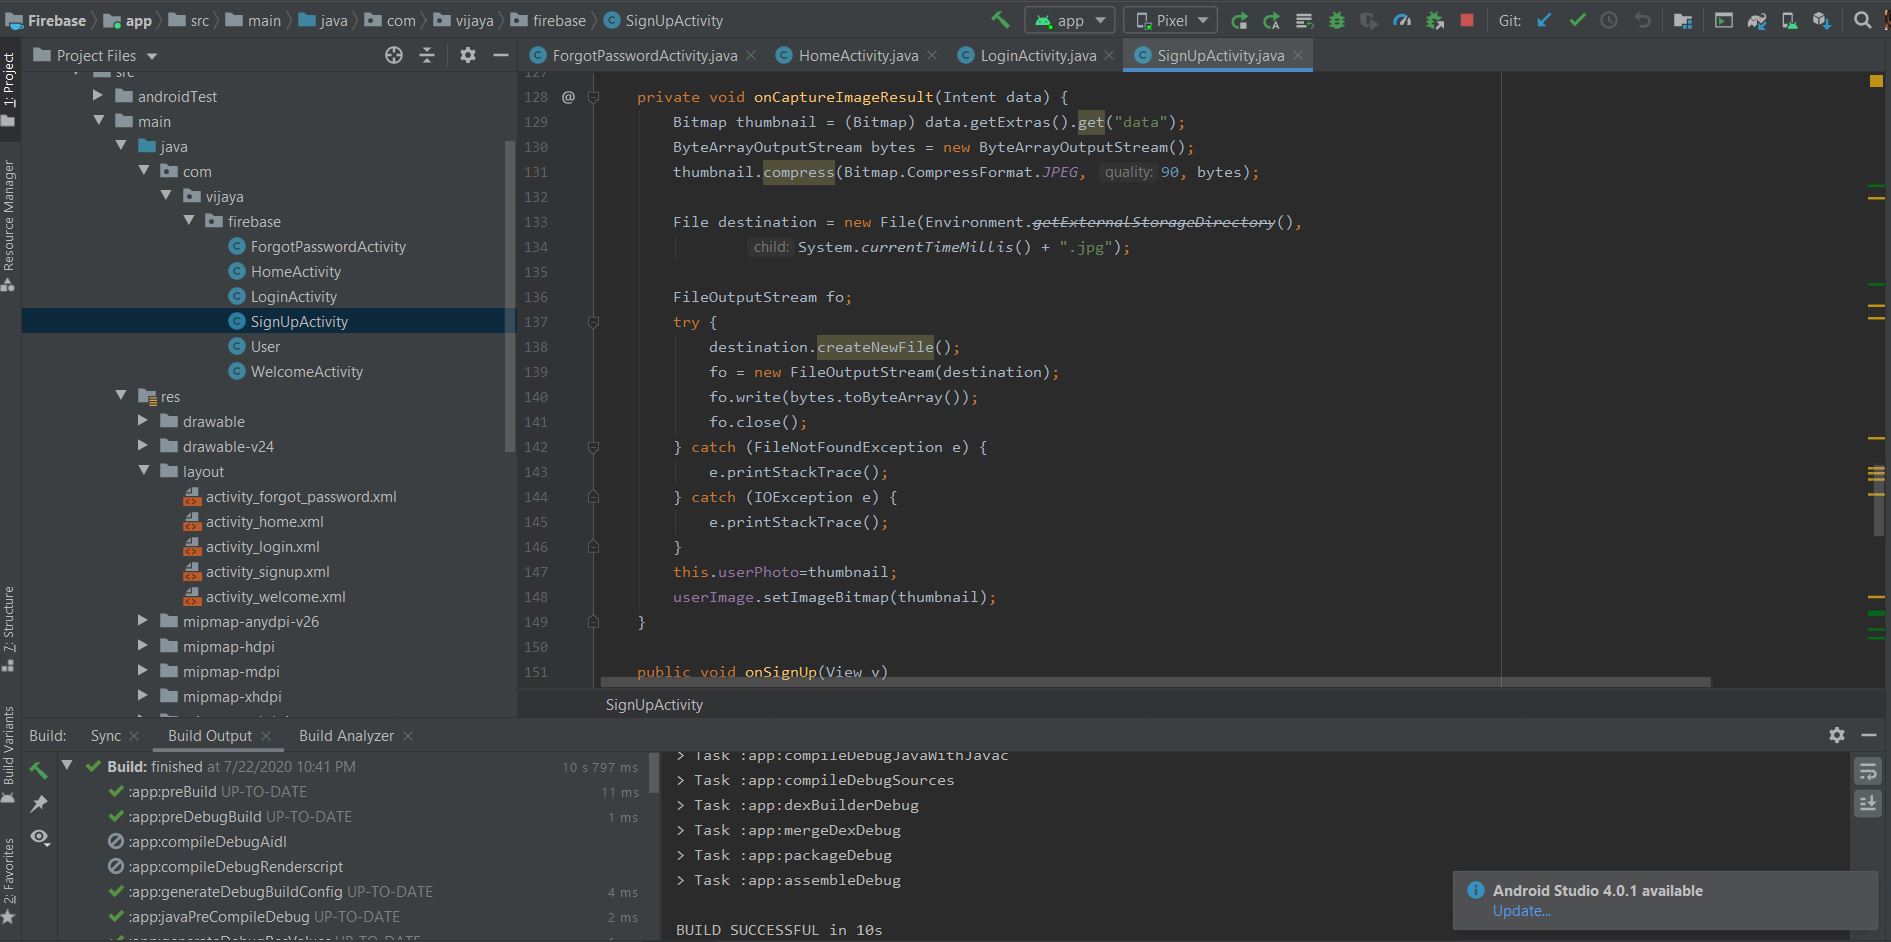 Firebase app src main java com vijaya firebase SignUpActivity
app Pixel Git:
Project Files
ForgotPasswordActivity.java HomeActivity.java LoginActivity.java SignUpActivity.java
1: Project
Resource Manager
7: Structure
Build Variants
2: Favorites
src
androidTest
main
java
com
vijaya
firebase
ForgotPasswordActivity
HomeActivity
LoginActivity
SignUpActivity
User
WelcomeActivity
res
drawable
drawable-v24
layout
activity_forgot_password.xml
activity_home.xml
activity_login.xml
activity_signup.xml
activity_welcome.xml
mipmap-anydpi-v26
mipmap-hdpi
mipmap-mdpi
mipmap-xhdpi
127
128 @ private void onCaptureImageResult(Intent data) {
129 Bitmap thumbnail = (Bitmap) data.getExtras().get("data");
130 ByteArrayOutputStream bytes = new ByteArrayOutputStream();
131 thumbnail.compress(Bitmap.CompressFormat.JPEG, quality: 90, bytes);
132
133 File destination = new File(Environment.getExternalStorageDirectory(),
134 child: System.currentTimeMillis() + ".jpg");
135
136 FileOutputStream fo;
137 try {
138 destination.createNewFile();
139 fo = new FileOutputStream(destination);
140 fo.write(bytes.toByteArray());
141 fo.close();
142 } catch (FileNotFoundException e) {
143 e.printStackTrace();
144 } catch (IOException e) {
145 e.printStackTrace();
146 }
147 this.userPhoto=thumbnail;
148 userImage.setImageBitmap(thumbnail);
149 }
150
151 public void onSignUp(View v)
SignUpActivity
Build: Sync Build Output Build Analyzer
Build: finished at 7/22/2020 10:41 PM 10 s 797 ms
:app:preBuild UP-TO-DATE 11 ms
:app:preDebugBuild UP-TO-DATE 1 ms
:app:compileDebugAidl
:app:compileDebugRenderscript
:app:generateDebugBuildConfig UP-TO-DATE 4 ms
:app:javaPreCompileDebug UP-TO-DATE 2 ms
:app:generateDebugResValues UP-TO-DATE
> Task :app:compileDebugJavaWithJavac
> Task :app:compileDebugSources
> Task :app:dexBuilderDebug
> Task :app:mergeDexDebug
> Task :app:packageDebug
> Task :app:assembleDebug
BUILD SUCCESSFUL in 10s
Android Studio 4.0.1 available
Update...